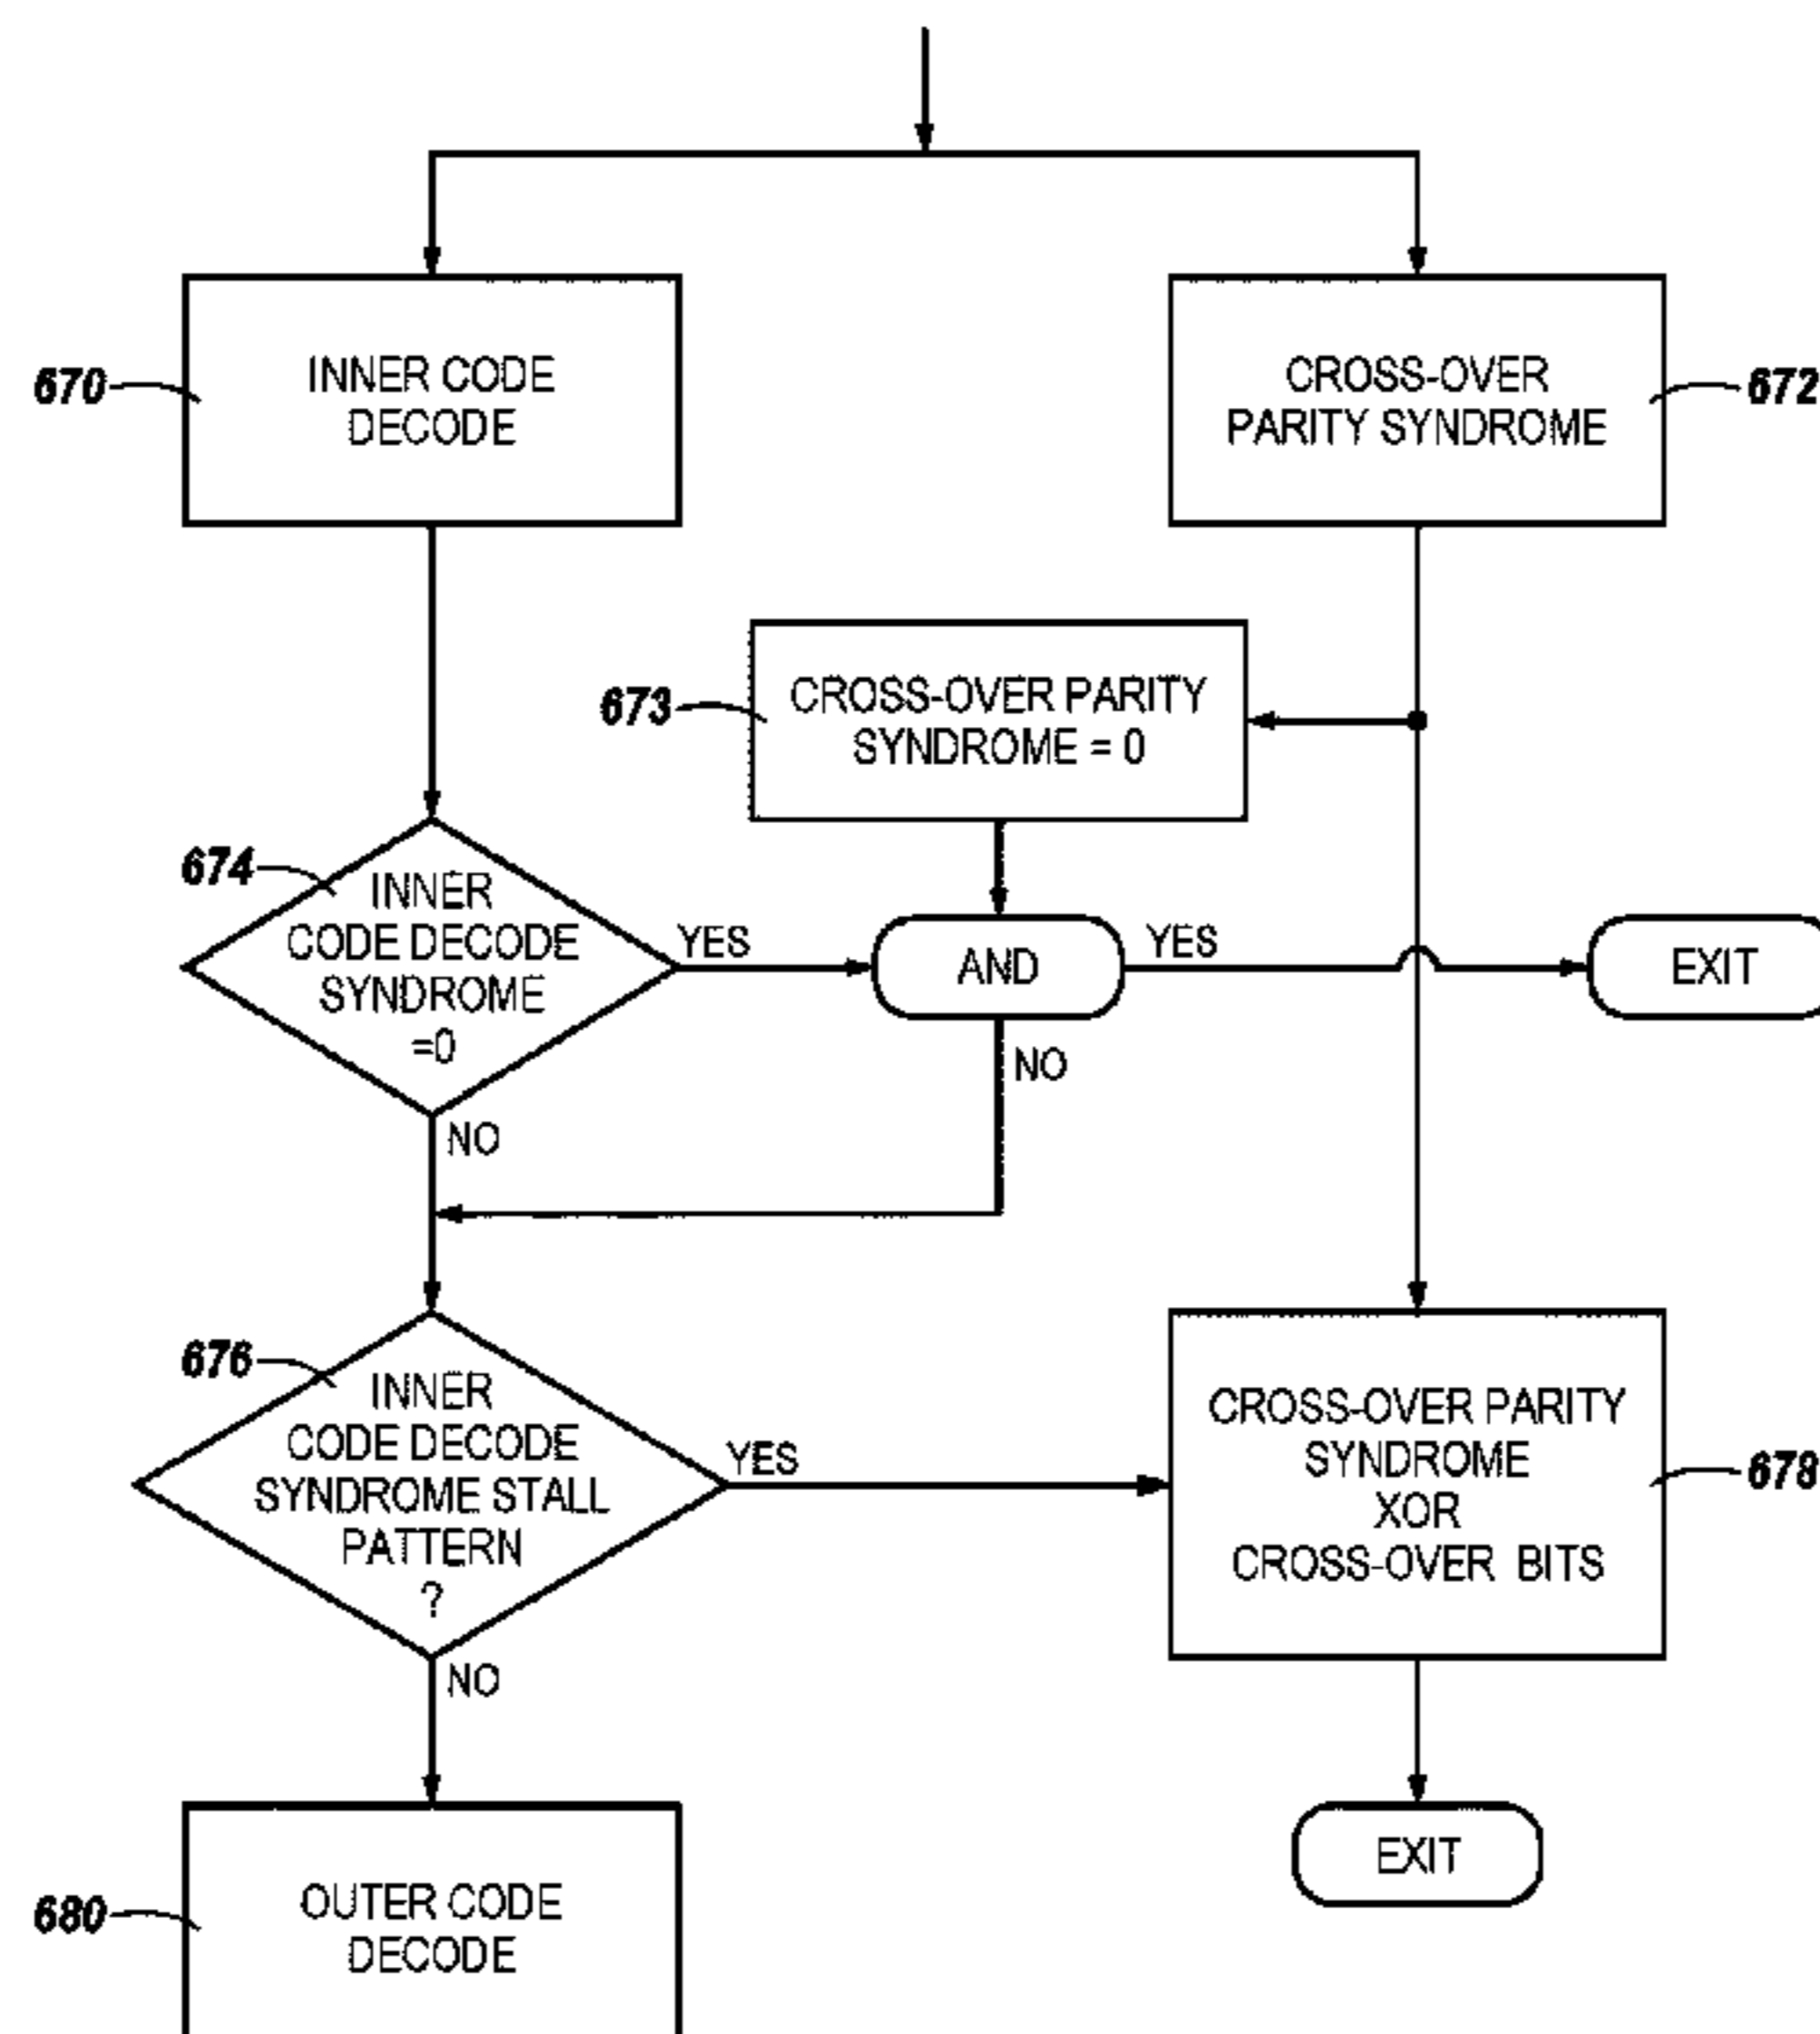 670
INNER CODE
DECODE
CROSS-OVER
PARITY SYNDROME
672
673
CROSS-OVER PARITY
SYNDROME = 0
674
INNER
CODE DECODE
SYNDROME
=0
YES
AND
YES
EXIT
NO
NO
676
INNER
CODE DECODE
SYNDROME STALL
PATTERN
?
YES
CROSS-OVER PARITY
SYNDROME
XOR
CROSS-OVER BITS
678
NO
EXIT
680
OUTER CODE
DECODE